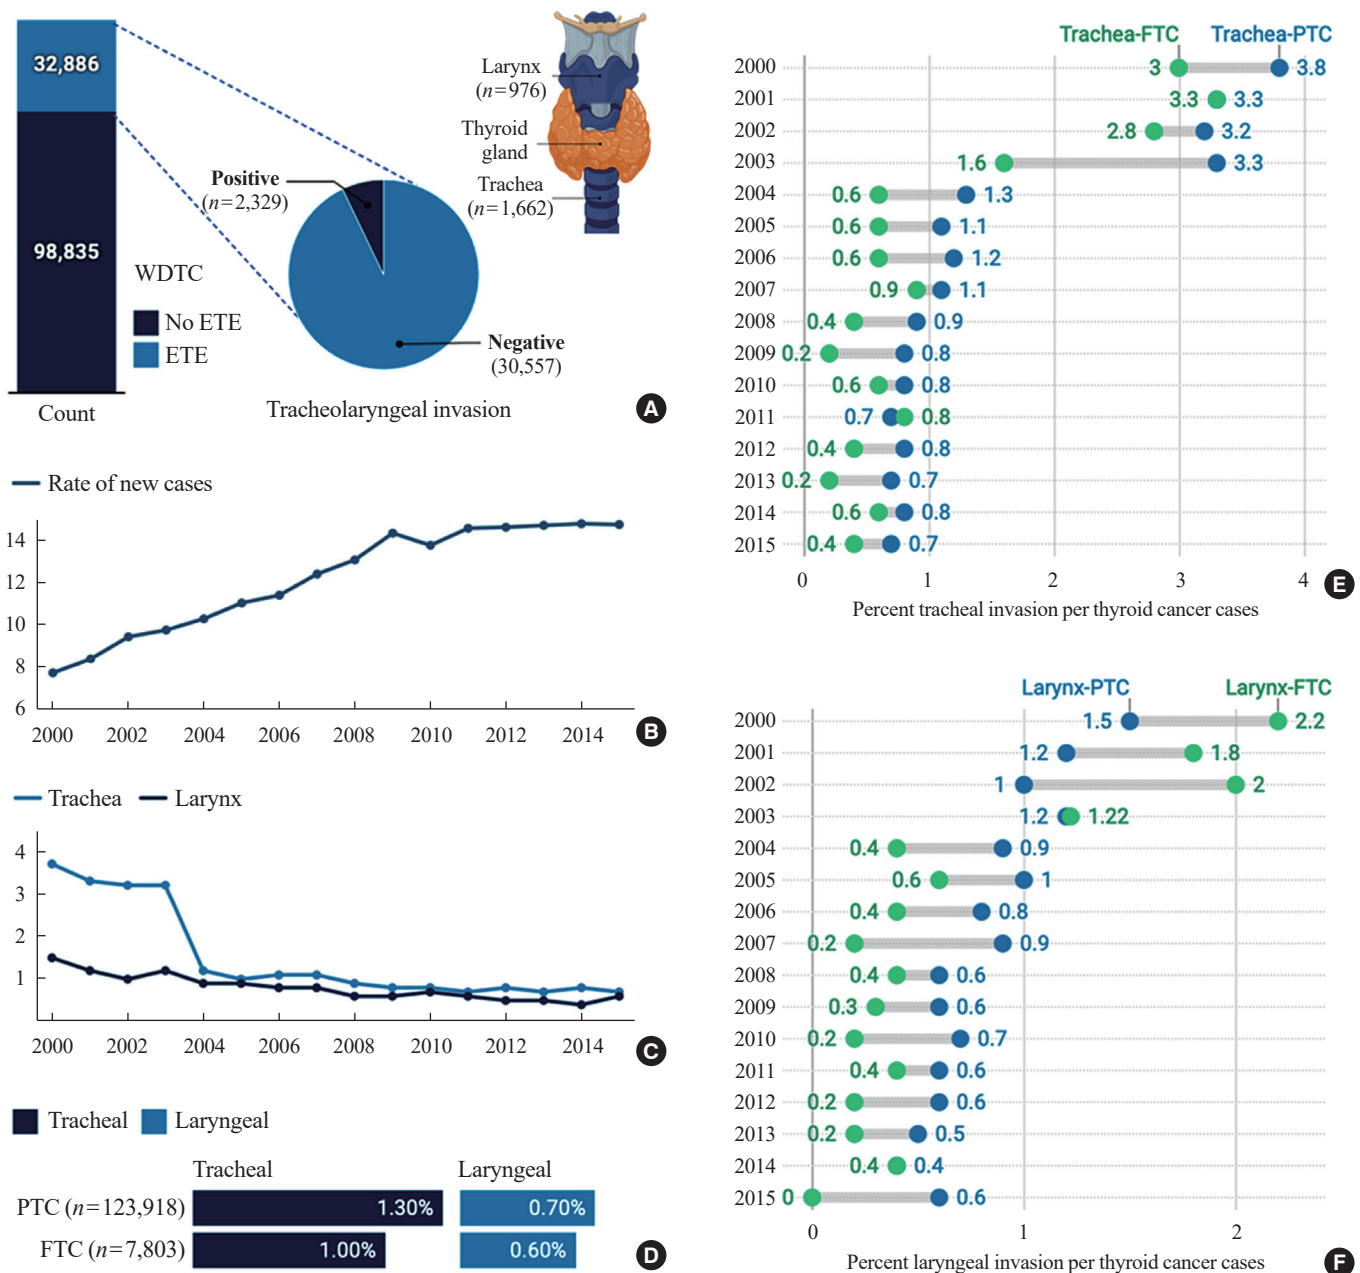 32,886
98,835
Count
WDTC
No ETE
ETE
Positive
(n=2,329)
Negative
(30,557)
Tracheolaryngeal invasion
Larynx
(n=976)
Thyroid
gland
Trachea
(n=1,662)
A
Rate of new cases
14
12
10
8
6
2000 2002 2004 2006 2008 2010 2012 2014
B
Trachea Larynx
4
3
2
1
2000 2002 2004 2006 2008 2010 2012 2014
C
Tracheal Laryngeal
Tracheal Laryngeal
PTC (n=123,918) 1.30% 0.70%
FTC (n=7,803) 1.00% 0.60%
D
Trachea-FTC Trachea-PTC
2000 3 3.8
2001 3.3 3.3
2002 2.8 3.2
2003 1.6 3.3
2004 0.6 1.3
2005 0.6 1.1
2006 0.6 1.2
2007 0.9 1.1
2008 0.4 0.9
2009 0.2 0.8
2010 0.6 0.8
2011 0.7 0.8
2012 0.4 0.8
2013 0.2 0.7
2014 0.6 0.8
2015 0.4 0.7
0 1 2 3 4
Percent tracheal invasion per thyroid cancer cases
E
Larynx-PTC Larynx-FTC
2000 1.5 2.2
2001 1.2 1.8
2002 1 2
2003 1.2 1.22
2004 0.4 0.9
2005 0.6 1
2006 0.4 0.8
2007 0.2 0.9
2008 0.4 0.6
2009 0.3 0.6
2010 0.2 0.7
2011 0.4 0.6
2012 0.2 0.6
2013 0.2 0.5
2014 0.4 0.4
2015 0 0.6
0 1 2
Percent laryngeal invasion per thyroid cancer cases
F